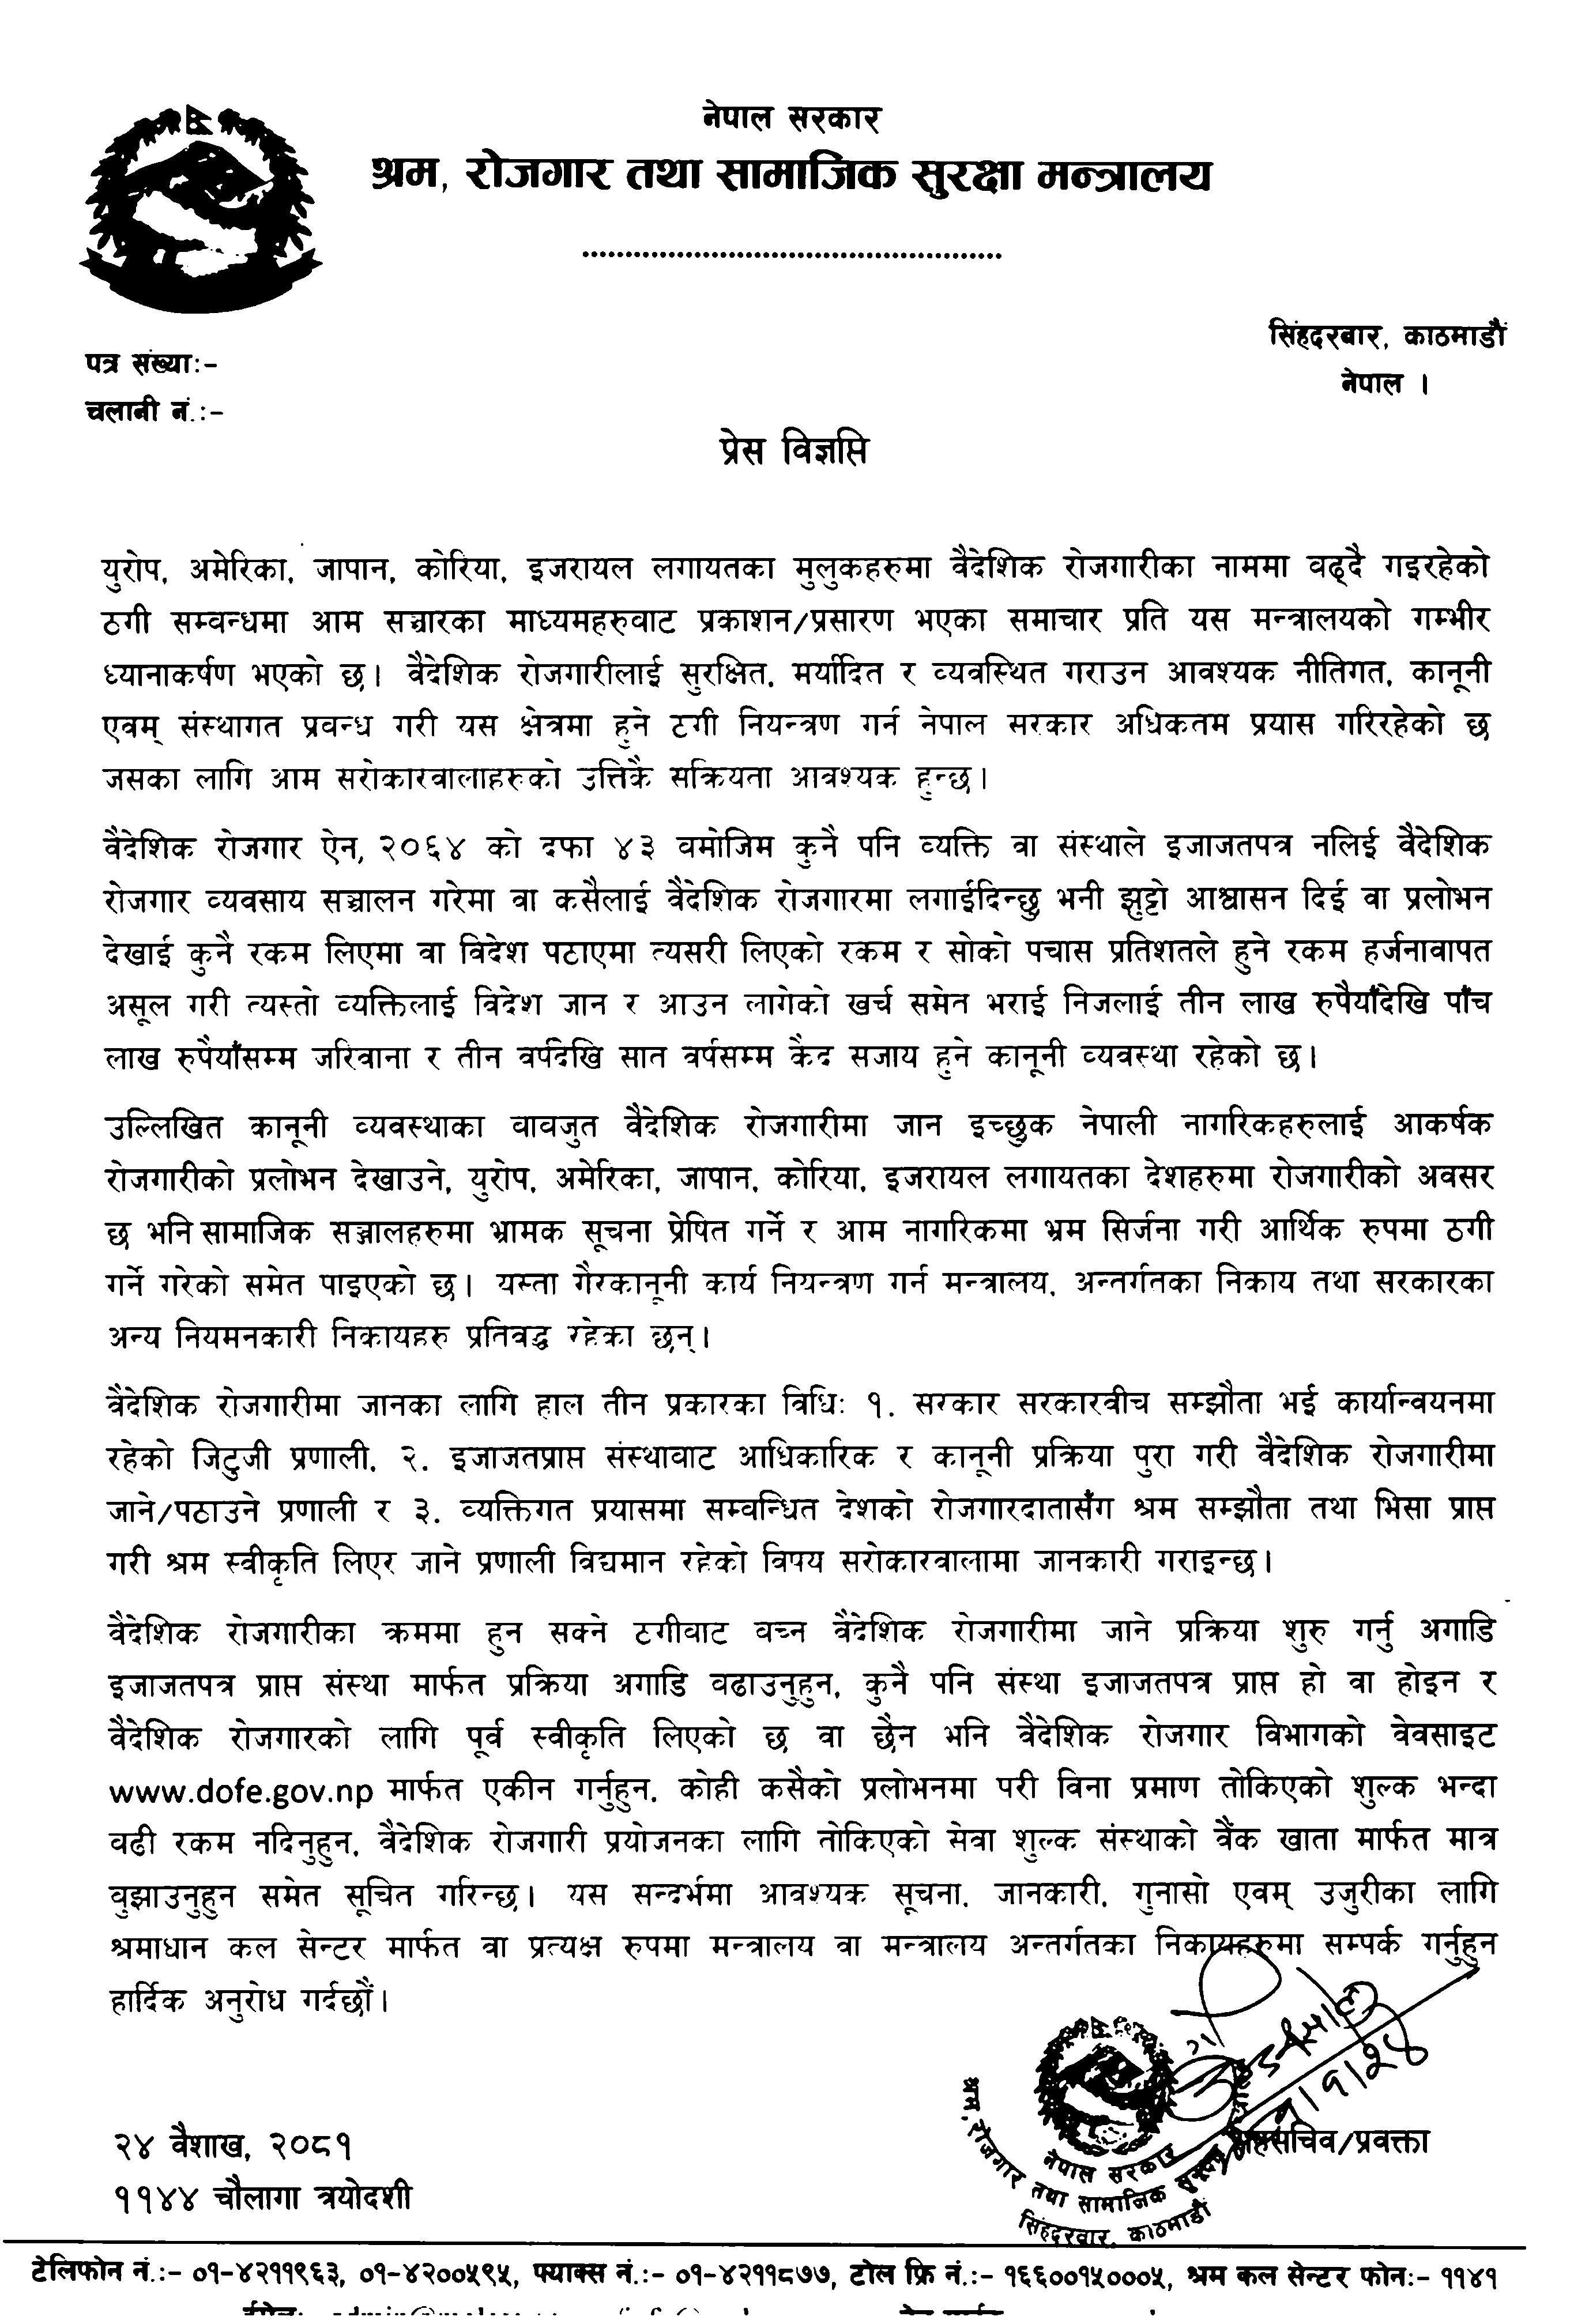 नेपाल सरकार
श्रम, रोजगार तथा सामाजिक सुरक्षा मन्त्रालय
सिंहदरबार, काठमाडौं
नेपाल ।
पत्र संख्या:-
चलानी नं.:-
प्रेस विज्ञप्ति
युरोप, अमेरिका, जापान, कोरिया, इजरायल लगायतका मुलुकहरुमा वैदेशिक रोजगारीका नाममा बढ्दै गइरहेको
ठगी सम्वन्धमा आम सञ्चारका माध्यमहरुबाट प्रकाशन/प्रसारण भएका समाचार प्रति यस मन्त्रालयको गम्भीर
ध्यानाकर्षण भएको छ। वैदेशिक रोजगारीलाई सुरक्षित, मर्यादित र व्यवस्थित गराउन आवश्यक नीतिगत, कानूनी
एवम् संस्थागत प्रवन्ध गरी यस क्षेत्रमा हुने ठगी नियन्त्रण गर्न नेपाल सरकार अधिकतम प्रयास गरिरहेको छ
जसका लागि आम सरोकारवालाहरुको उत्तिकै सक्रियता आवश्यक हुन्छ।
वैदेशिक रोजगार ऐन, २०६४ को दफा ४३ वमोजिम कुनै पनि व्यक्ति वा संस्थाले इजाजतपत्र नलिई वैदेशिक
रोजगार व्यवसाय सञ्चालन गरेमा वा कसैलाई वैदेशिक रोजगारमा लगाईदिन्छु भनी झुट्टो आश्वासन दिई वा प्रलोभन
देखाई कुनै रकम लिएमा वा विदेश पठाएमा त्यसरी लिएको रकम र सोको पचास प्रतिशतले हुने रकम हर्जनावापत
असूल गरी त्यस्तो व्यक्तिलाई विदेश जान र आउन लागेको खर्च समेत भराई निजलाई तीन लाख रुपैयाँदेखि पाँच
लाख रुपैयाँसम्म जरिवाना र तीन वर्षदेखि सात वर्षसम्म कैद सजाय हुने कानूनी व्यवस्था रहेको छ।
उल्लिखित कानूनी व्यवस्थाका वावजुत वैदेशिक रोजगारीमा जान इच्छुक नेपाली नागरिकहरुलाई आकर्षक
रोजगारीको प्रलोभन देखाउने, युरोप, अमेरिका, जापान, कोरिया, इजरायल लगायतका देशहरुमा रोजगारीको अवसर
छ भनि सामाजिक सञ्जालहरुमा भ्रामक सूचना प्रेषित गर्ने र आम नागरिकमा भ्रम सिर्जना गरी आर्थिक रुपमा ठगी
गर्ने गरेको समेत पाइएको छ। यस्ता गैरकानूनी कार्य नियन्त्रण गर्न मन्त्रालय, अन्तर्गतका निकाय तथा सरकारका
अन्य नियमनकारी निकायहरु प्रतिवद्ध रहेका छन्।
वैदेशिक रोजगारीमा जानका लागि हाल तीन प्रकारका विधिः १. सरकार सरकारवीच सम्झौता भई कार्यान्वयनमा
रहेको जिटुजी प्रणाली, २. इजाजतप्राप्त संस्थावाट आधिकारिक र कानूनी प्रक्रिया पुरा गरी वैदेशिक रोजगारीमा
जाने/पठाउने प्रणाली र ३. व्यक्तिगत प्रयासमा सम्वन्धित देशको रोजगारदातासँग श्रम सम्झौता तथा भिसा प्राप्त
गरी श्रम स्वीकृति लिएर जाने प्रणाली विद्यमान रहेको विषय सरोकारवालामा जानकारी गराइन्छ।
वैदेशिक रोजगारीका क्रममा हुन सक्ने ठगीबाट वच्न वैदेशिक रोजगारीमा जाने प्रक्रिया शुरु गर्नु अगाडि
इजाजतपत्र प्राप्त संस्था मार्फत प्रक्रिया अगाडि वढाउनुहुन, कुनै पनि संस्था इजाजतपत्र प्राप्त हो वा होइन र
वैदेशिक रोजगारको लागि पूर्व स्वीकृति लिएको छ वा छैन भनि वैदेशिक रोजगार विभागको वेवसाइट
www.dofe.gov.np मार्फत एकीन गर्नुहुन, कोही कसैको प्रलोभनमा परी विना प्रमाण तोकिएको शुल्क भन्दा
वढी रकम नदिनुहुन, वैदेशिक रोजगारी प्रयोजनका लागि तोकिएको सेवा शुल्क संस्थाको बैंक खाता मार्फत मात्र
वुझाउनुहुन समेत सूचित गरिन्छ। यस सन्दर्भमा आवश्यक सूचना, जानकारी, गुनासो एवम् उजुरीका लागि
श्रमाधान कल सेन्टर मार्फत वा प्रत्यक्ष रुपमा मन्त्रालय वा मन्त्रालय अन्तर्गतका निकायहरुमा सम्पर्क गर्नुहुन
हार्दिक अनुरोध गर्दछौं।
नेपाल सरकार
श्रम, रोजगार तथा सामाजिक सुरक्षा
सिंहदरवार, काठमाडौं
सहसचिव/प्रवक्ता
२४ वैशाख, २०८१
११४४ चौलागा त्रयोदशी
टेलिफोन नं.:- ०१-४२११९६३, ०१-४२००५९५, फ्याक्स नं.:- ०१-४२११८७७, टोल फ्रि नं.:- १६६००१५०००५, श्रम कल सेन्टर फोन:- ११४१